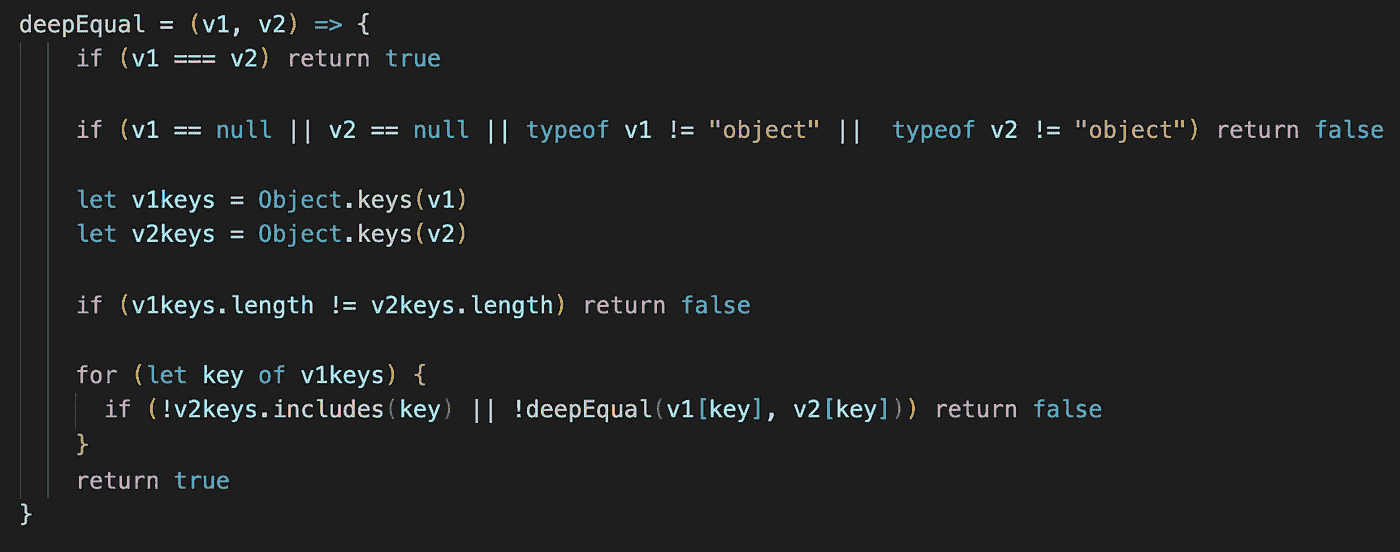 deepEqual = (v1, v2) => {
if (v1 === v2) return true
if (v1 == null || v2 == null || typeof v1 != "object" ||  typeof v2 != "object") return false
let v1keys = Object.keys(v1)
let v2keys = Object.keys(v2)
if (v1keys.length != v2keys.length) return false
for (let key of v1keys) {
if (!v2keys.includes(key) || !deepEqual(v1[key], v2[key])) return false
}
return true
}